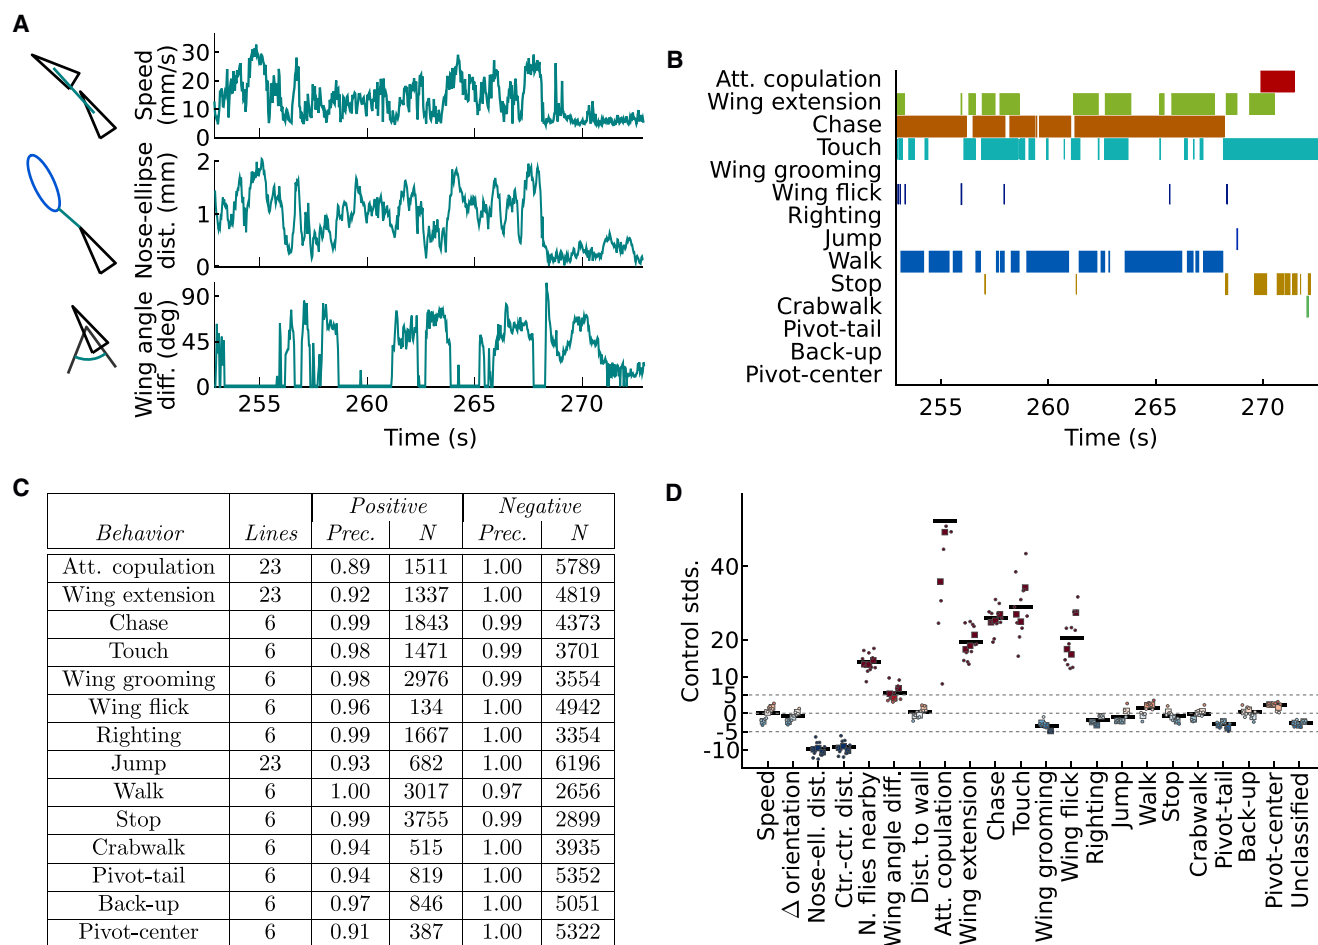 A
Speed
(mm/s)
30
20
10
0
Nose-ellipse
dist. (mm)
2
1
0
Wing angle
diff. (deg)
90
45
0
255 260 265 270
Time (s)
B
Att. copulation
Wing extension
Chase
Touch
Wing grooming
Wing flick
Righting
Jump
Walk
Stop
Crabwalk
Pivot-tail
Back-up
Pivot-center
255 260 265 270
Time (s)
C
Positive Negative
Behavior Lines Prec. N Prec. N
Att. copulation 23 0.89 1511 1.00 5789
Wing extension 23 0.92 1337 1.00 4819
Chase 6 0.99 1843 0.99 4373
Touch 6 0.98 1471 0.99 3701
Wing grooming 6 0.98 2976 0.99 3554
Wing flick 6 0.96 134 1.00 4942
Righting 6 0.99 1667 0.99 3354
Jump 23 0.93 682 1.00 6196
Walk 6 1.00 3017 0.97 2656
Stop 6 0.99 3755 0.99 2899
Crabwalk 6 0.94 515 1.00 3935
Pivot-tail 6 0.94 819 1.00 5352
Back-up 6 0.97 846 1.00 5051
Pivot-center 6 0.91 387 1.00 5322
D
Control stds.
40
20
10
5
0
-5
-10
Speed
Δ orientation
Nose-ell. dist.
Ctr.-ctr. dist.
N. flies nearby
Wing angle diff.
Dist. to wall
Att. copulation
Wing extension
Chase
Touch
Wing grooming
Wing flick
Righting
Jump
Walk
Stop
Crabwalk
Pivot-tail
Back-up
Pivot-center
Unclassified